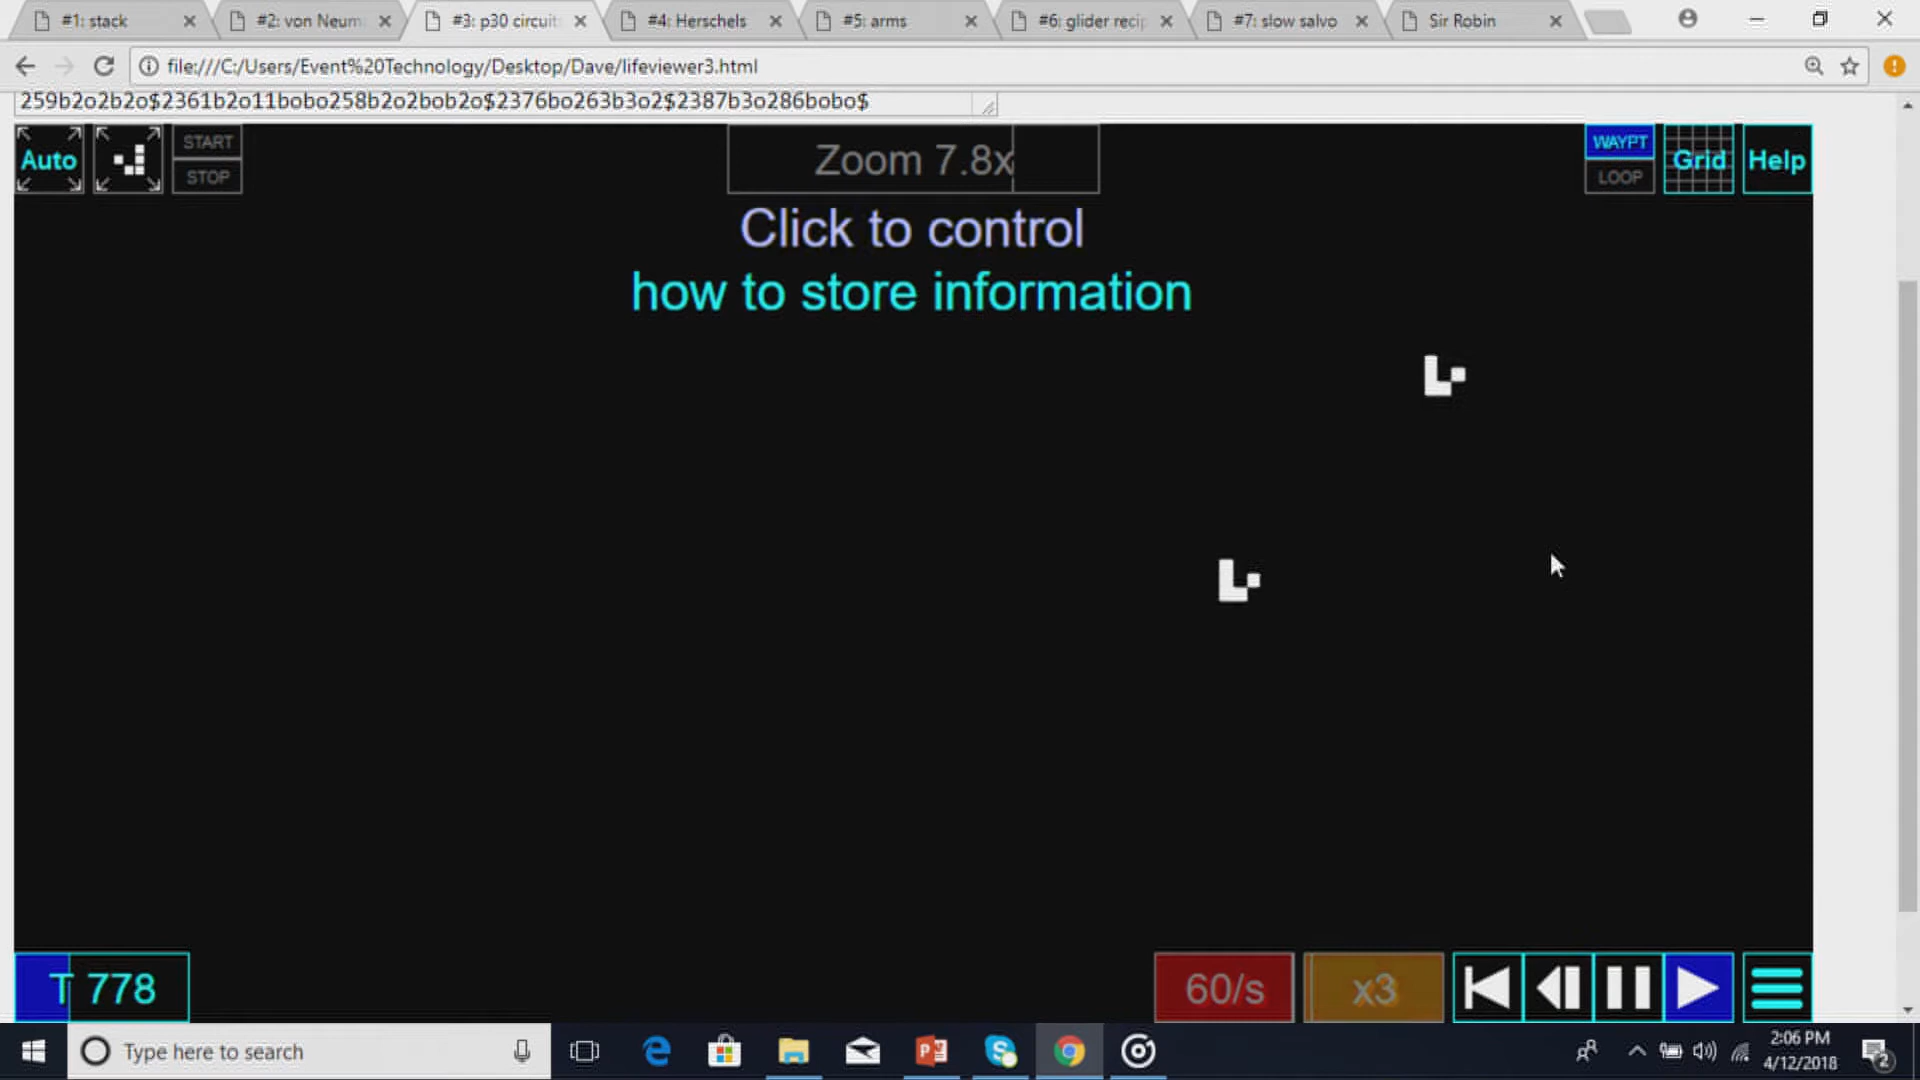 #1: stack
#2: von Neum
#3: p30 circuit
#4: Herschels
#5: arms
#6: glider recip
#7: slow salvo
Sir Robin
file:///C:/Users/Event%20Technology/Desktop/Dave/lifeviewer3.html
259b2o2b2o$2361b2o11bobo258b2o2bob2o$2376bo263b3o2$2387b3o286bobo$
Auto
START
STOP
Zoom 7.8x
WAYPT
LOOP
Grid
Help
Click to control
how to store information
T 778
60/s
x3
Type here to search
2:06 PM
4/12/2018
2